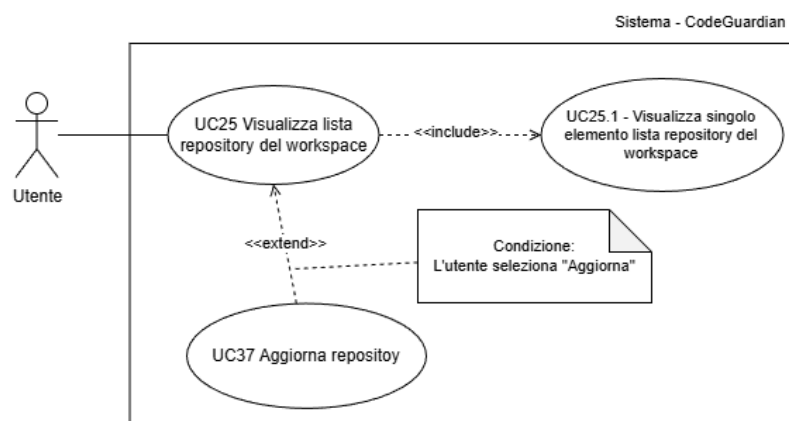 Sistema - CodeGuardian
UC25 Visualizza lista
repository del workspace
<<include>>
UC25.1 - Visualizza singolo
elemento lista repository del
workspace
Utente
<<extend>>
Condizione:
L'utente seleziona "Aggiorna"
UC37 Aggiorna repositoy